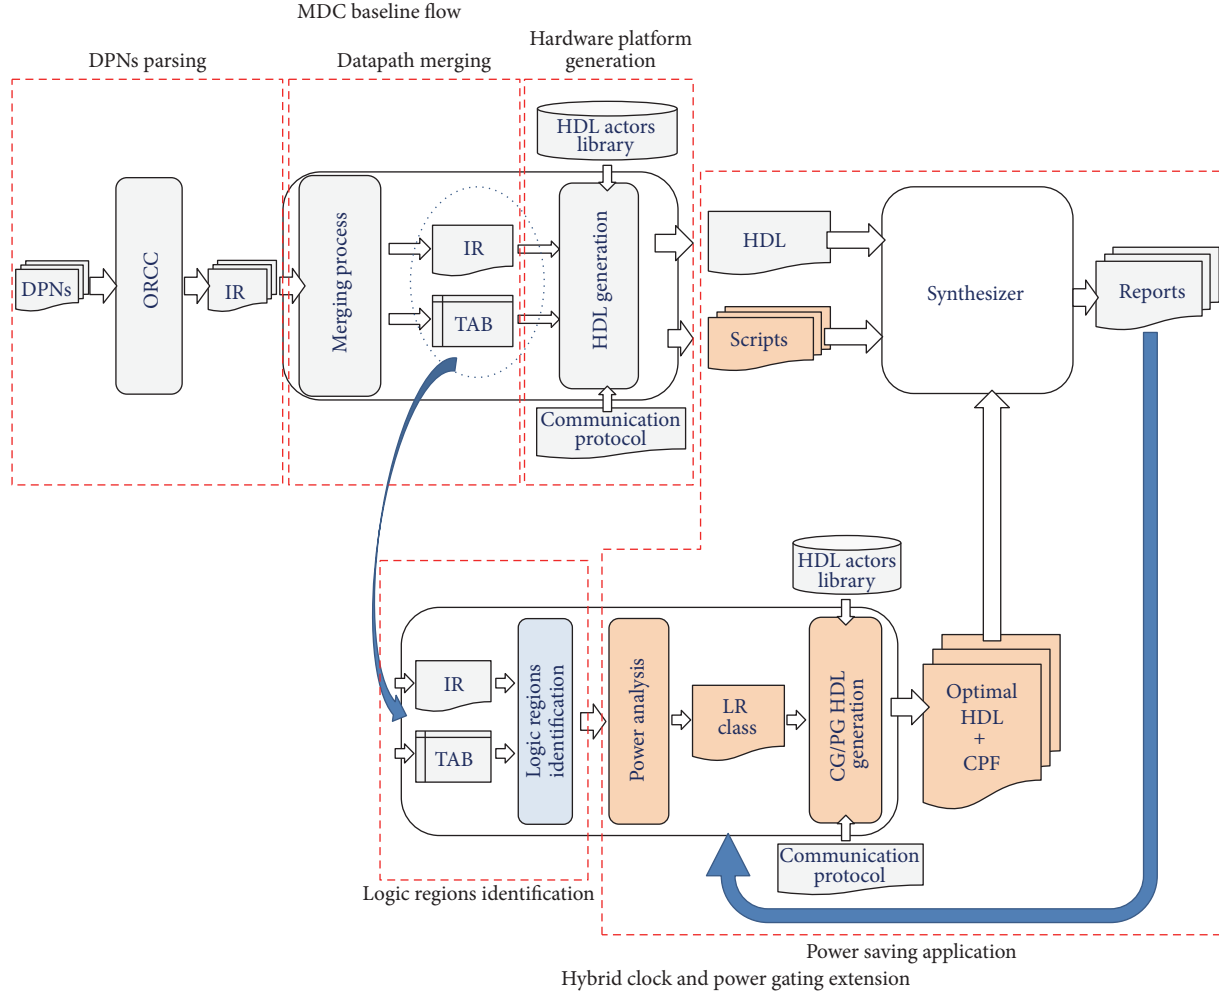 MDC baseline flow
DPNs parsing
Datapath merging
Hardware platform
generation
HDL actors
library
DPNs
ORCC
IR
Merging process
IR
TAB
HDL generation
Communication
protocol
HDL
Scripts
Synthesizer
Reports
HDL actors
library
IR
TAB
Logic regions
identification
Power analysis
LR
class
CG/PG HDL
generation
Optimal
HDL
+
CPF
Communication
protocol
Logic regions identification
Power saving application
Hybrid clock and power gating extension